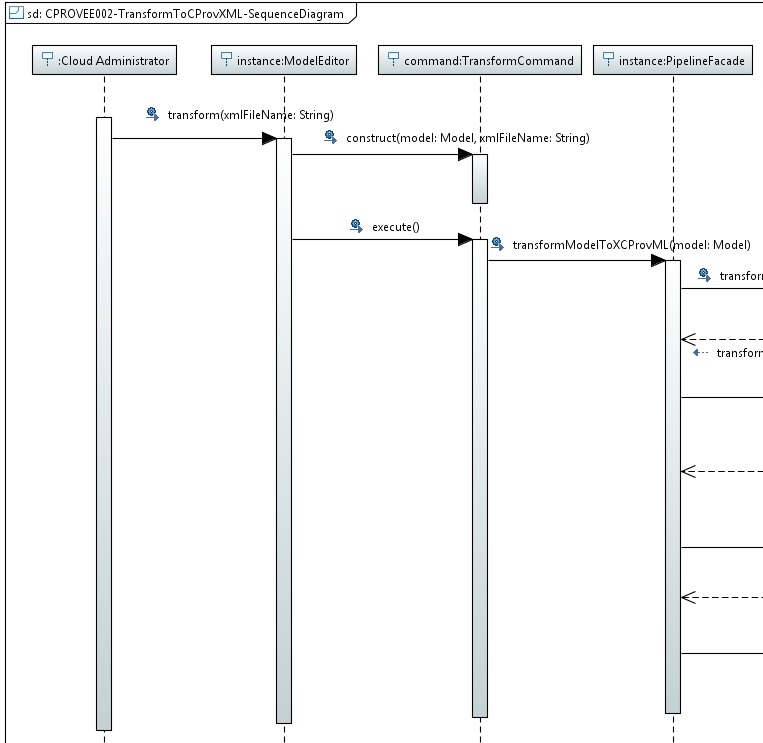 sd: CPROVEE002-TransformToCProvXML-SequenceDiagram
:Cloud Administrator
instance:ModelEditor
command:TransformCommand
instance:PipelineFacade
transform(xmlFileName: String)
construct(model: Model, xmlFileName: String)
execute()
transformModelToXCProvML(model: Model)
transfor
transforr